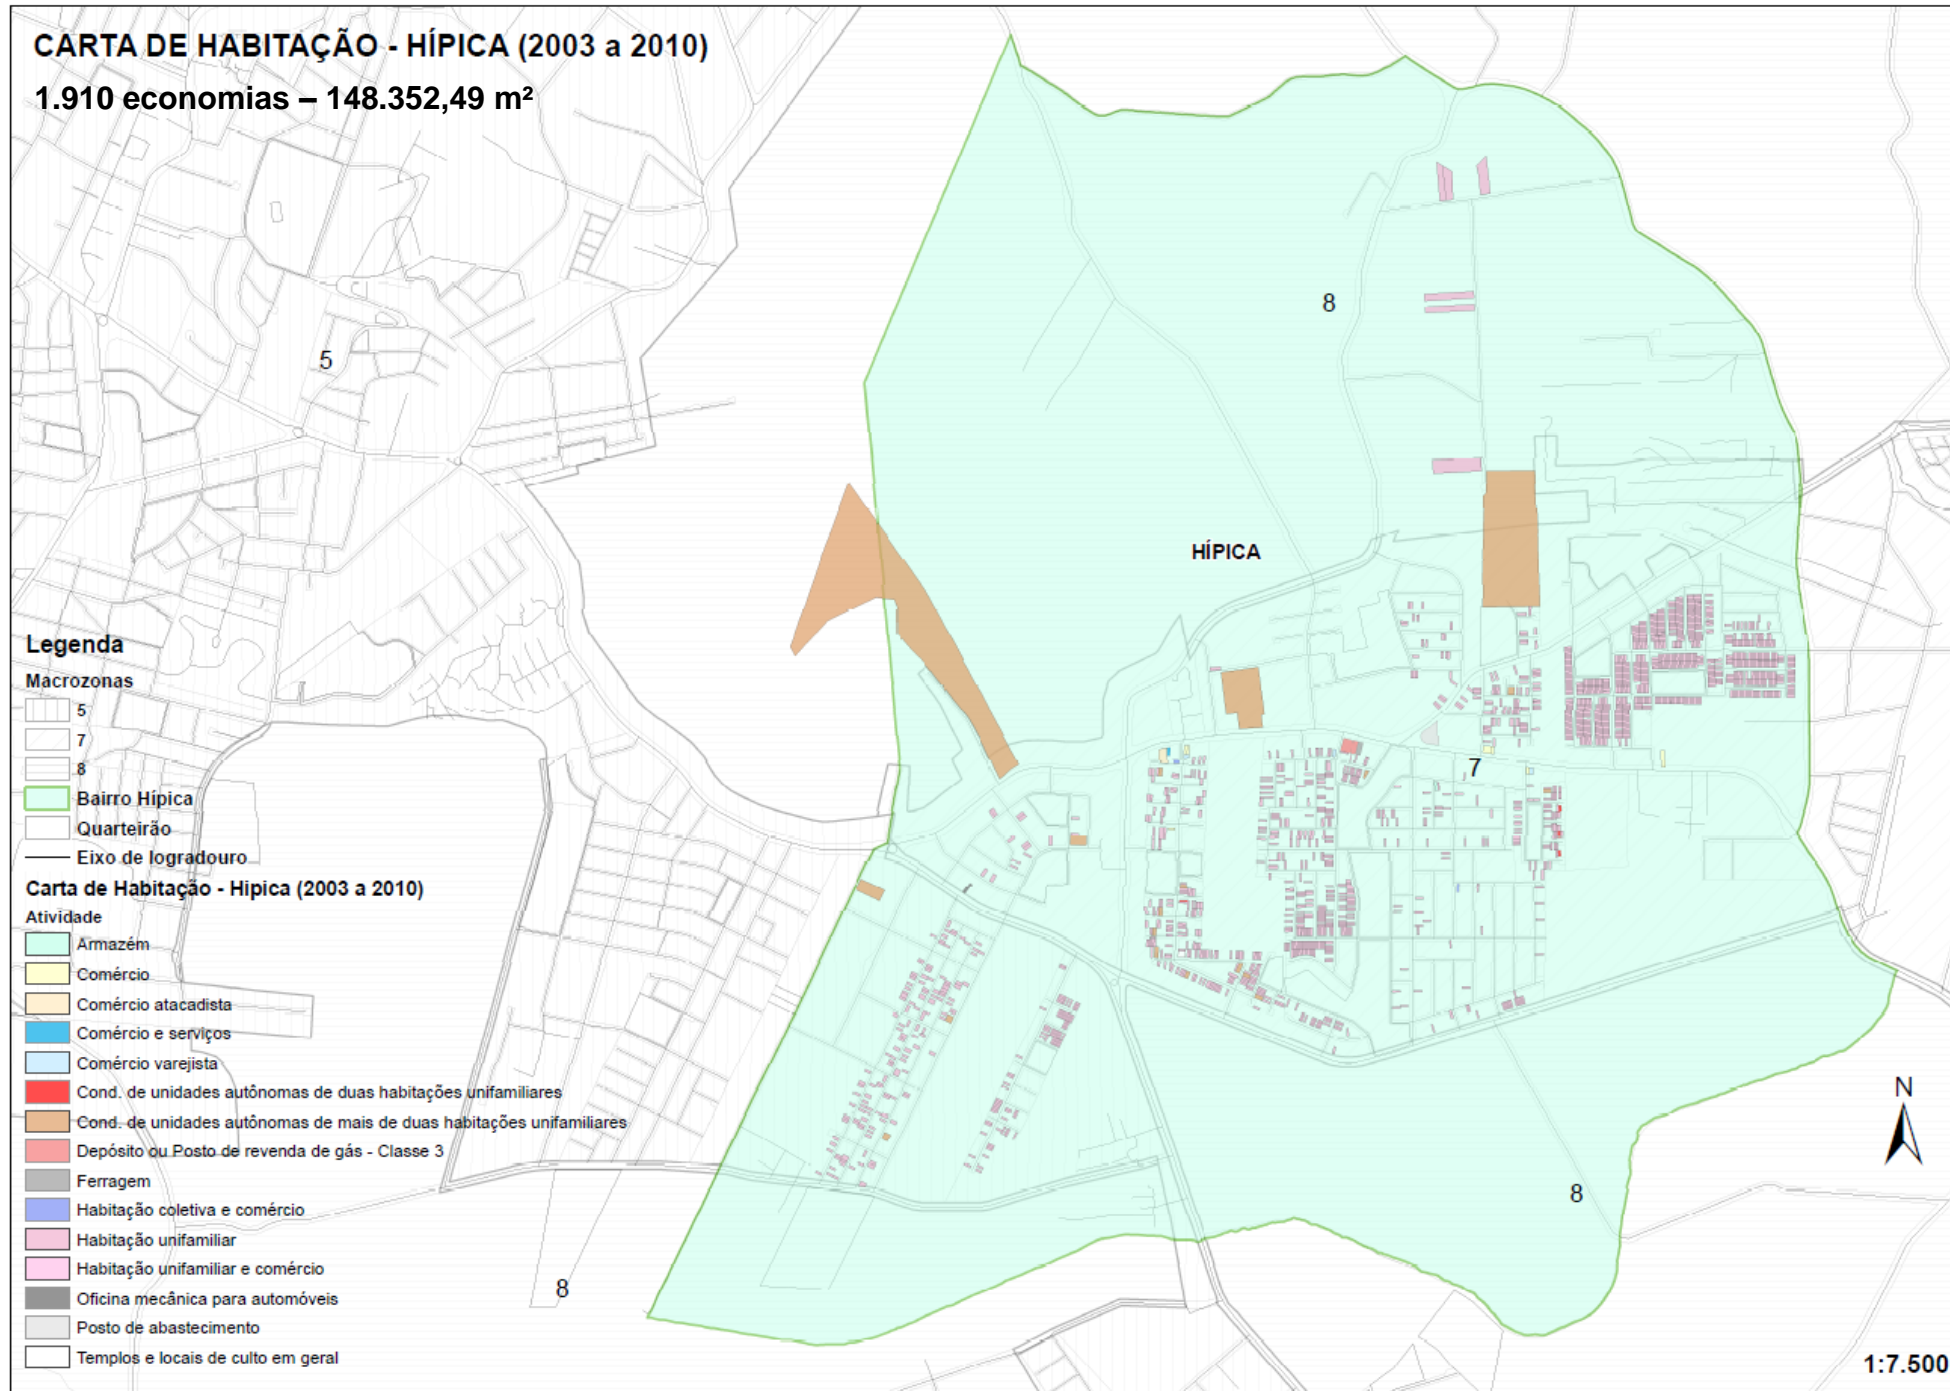 CARTA DE HABITAÇÃO - HÍPICA (2003 a 2010)
1.910 economias – 148.352,49 m²
5
8
HÍPICA
7
8
8
Legenda
Macrozonas
5
7
8
Bairro Hípica
Quarteirão
Eixo de logradouro
Carta de Habitação - Hipica (2003 a 2010)
Atividade
Armazém
Comércio
Comércio atacadista
Comércio e serviços
Comércio varejista
Cond. de unidades autônomas de duas habitações unifamiliares
Cond. de unidades autônomas de mais de duas habitações unifamiliares
Depósito ou Posto de revenda de gás - Classe 3
Ferragem
Habitação coletiva e comércio
Habitação unifamiliar
Habitação unifamiliar e comércio
Oficina mecânica para automóveis
Posto de abastecimento
Templos e locais de culto em geral
N
1:7.500